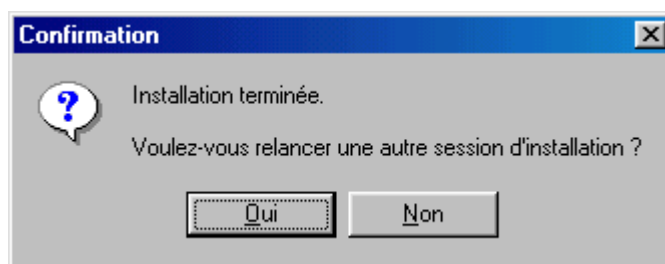 Confirmation
Installation terminée.
Voulez-vous relancer une autre session d'installation ?
Oui
Non